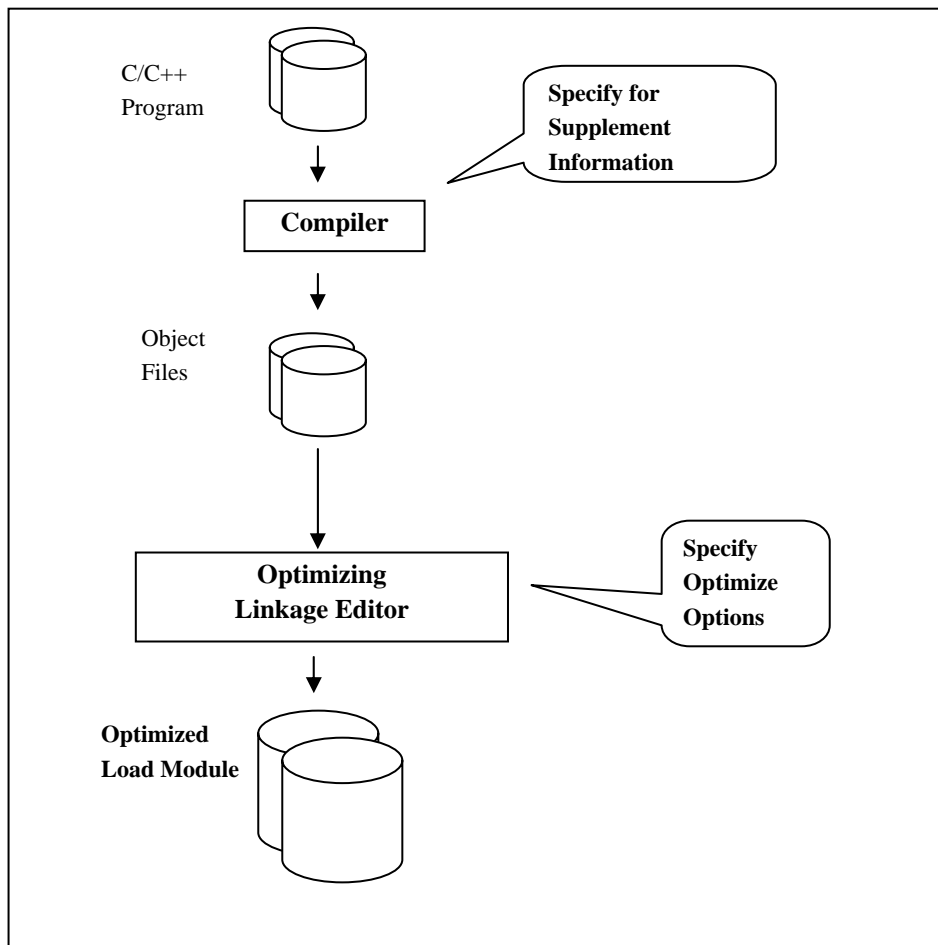 C/C++
Program
Specify for
Supplement
Information
Compiler
Object
Files
Optimizing
Linkage Editor
Specify
Optimize
Options
Optimized
Load Module